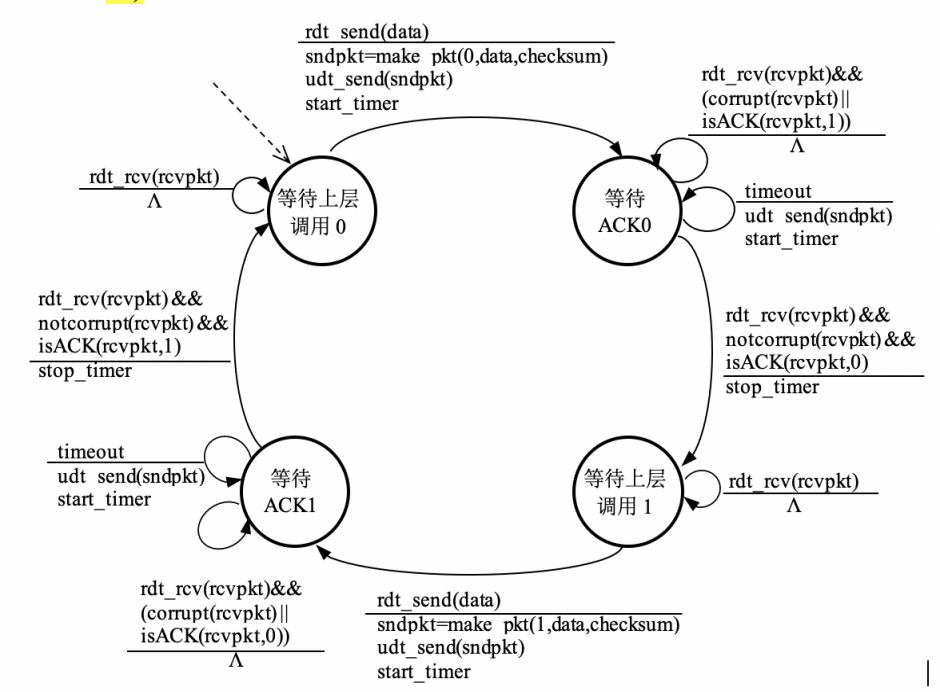 rdt_send(data)
sndpkt=make_pkt(0,data,checksum)
udt_send(sndpkt)
start_timer
rdt_rcv(rcvpkt)&&
(corrupt(rcvpkt)||
isACK(rcvpkt,1))
Λ
rdt_rcv(rcvpkt)
Λ
等待上层
调用 0
等待
ACK0
timeout
udt_send(sndpkt)
start_timer
rdt_rcv(rcvpkt)&&
notcorrupt(rcvpkt)&&
isACK(rcvpkt,1)
stop_timer
rdt_rcv(rcvpkt)&&
notcorrupt(rcvpkt)&&
isACK(rcvpkt,0)
stop_timer
timeout
udt_send(sndpkt)
start_timer
等待
ACK1
等待上层
调用 1
rdt_rcv(rcvpkt)
Λ
rdt_rcv(rcvpkt)&&
(corrupt(rcvpkt)||
isACK(rcvpkt,0))
Λ
rdt_send(data)
sndpkt=make_pkt(1,data,checksum)
udt_send(sndpkt)
start_timer